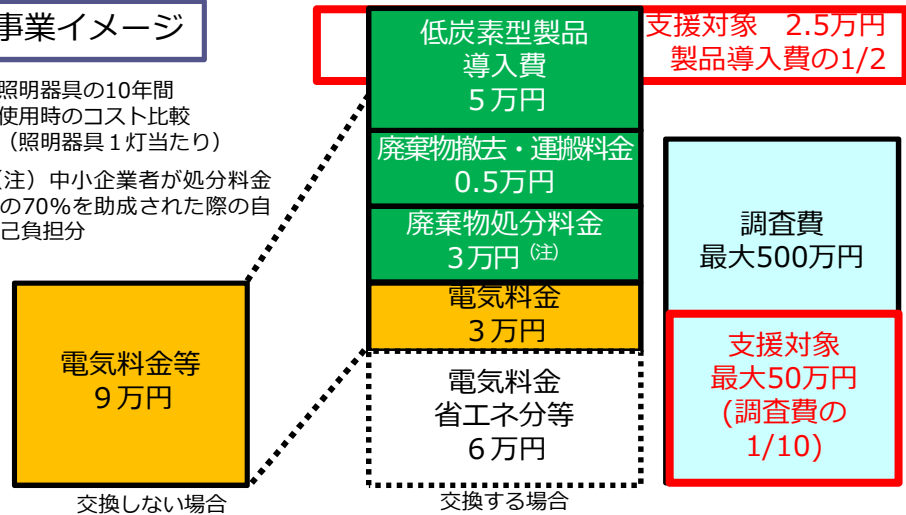 事業イメージ
照明器具の10年間
使用時のコスト比較
（照明器具１灯当たり）
（注）中小企業者が処分料金
の70％を助成された際の自
己負担分
電気料金等
９万円
交換しない場合
低炭素型製品
導入費
５万円
廃棄物撤去・運搬料金
0.5万円
廃棄物処分料金
３万円（注）
電気料金
３万円
電気料金
省エネ分等
６万円
交換する場合
支援対象　2.5万円
製品導入費の1/2
調査費
最大500万円
支援対象
最大50万円
(調査費の
1/10)